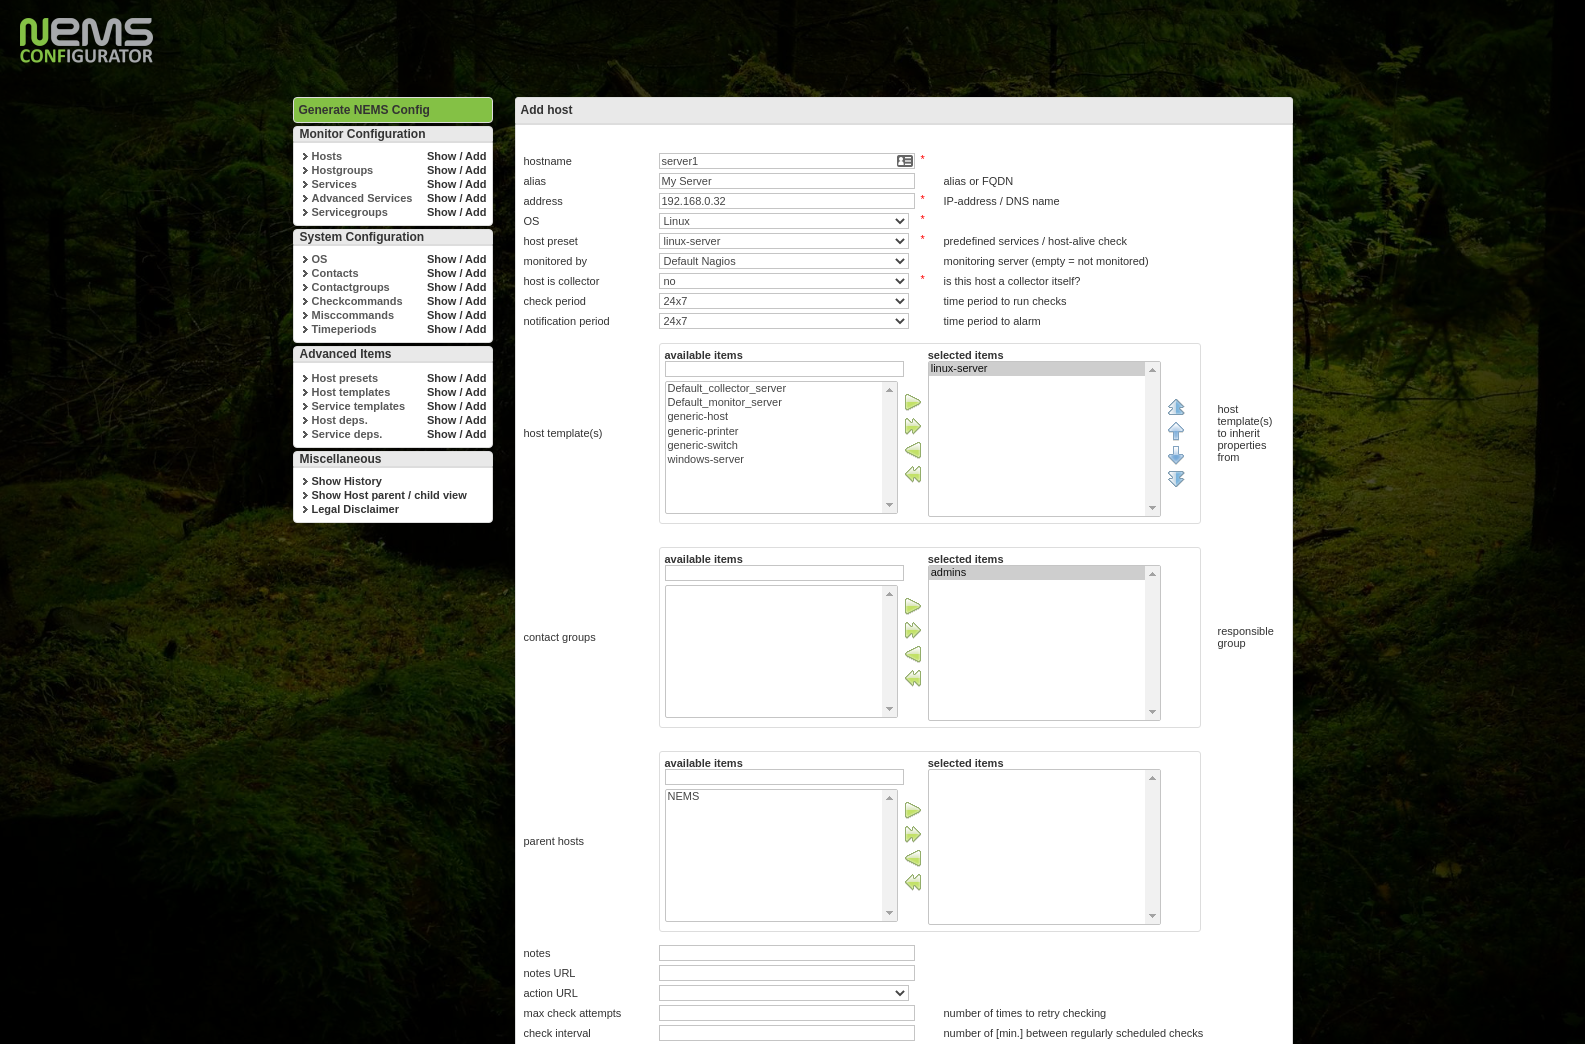 NEMS
CONFIGURATOR
Generate NEMS Config
Monitor Configuration
Hosts Show / Add
Hostgroups Show / Add
Services Show / Add
Advanced Services Show / Add
Servicegroups Show / Add
System Configuration
OS Show / Add
Contacts Show / Add
Contactgroups Show / Add
Checkcommands Show / Add
Misccommands Show / Add
Timeperiods Show / Add
Advanced Items
Host presets Show / Add
Host templates Show / Add
Service templates Show / Add
Host deps. Show / Add
Service deps. Show / Add
Miscellaneous
Show History
Show Host parent / child view
Legal Disclaimer
Add host
hostname server1 *
alias My Server alias or FQDN
address 192.168.0.32 * IP-address / DNS name
OS Linux *
host preset linux-server * predefined services / host-alive check
monitored by Default Nagios monitoring server (empty = not monitored)
host is collector no * is this host a collector itself?
check period 24x7 time period to run checks
notification period 24x7 time period to alarm
host template(s)
available items
Default_collector_server
Default_monitor_server
generic-host
generic-printer
generic-switch
windows-server
selected items
linux-server
host
template(s)
to inherit
properties
from
contact groups
available items
selected items
admins
responsible
group
parent hosts
available items
NEMS
selected items
notes
notes URL
action URL
max check attempts number of times to retry checking
check interval number of [min.] between regularly scheduled checks